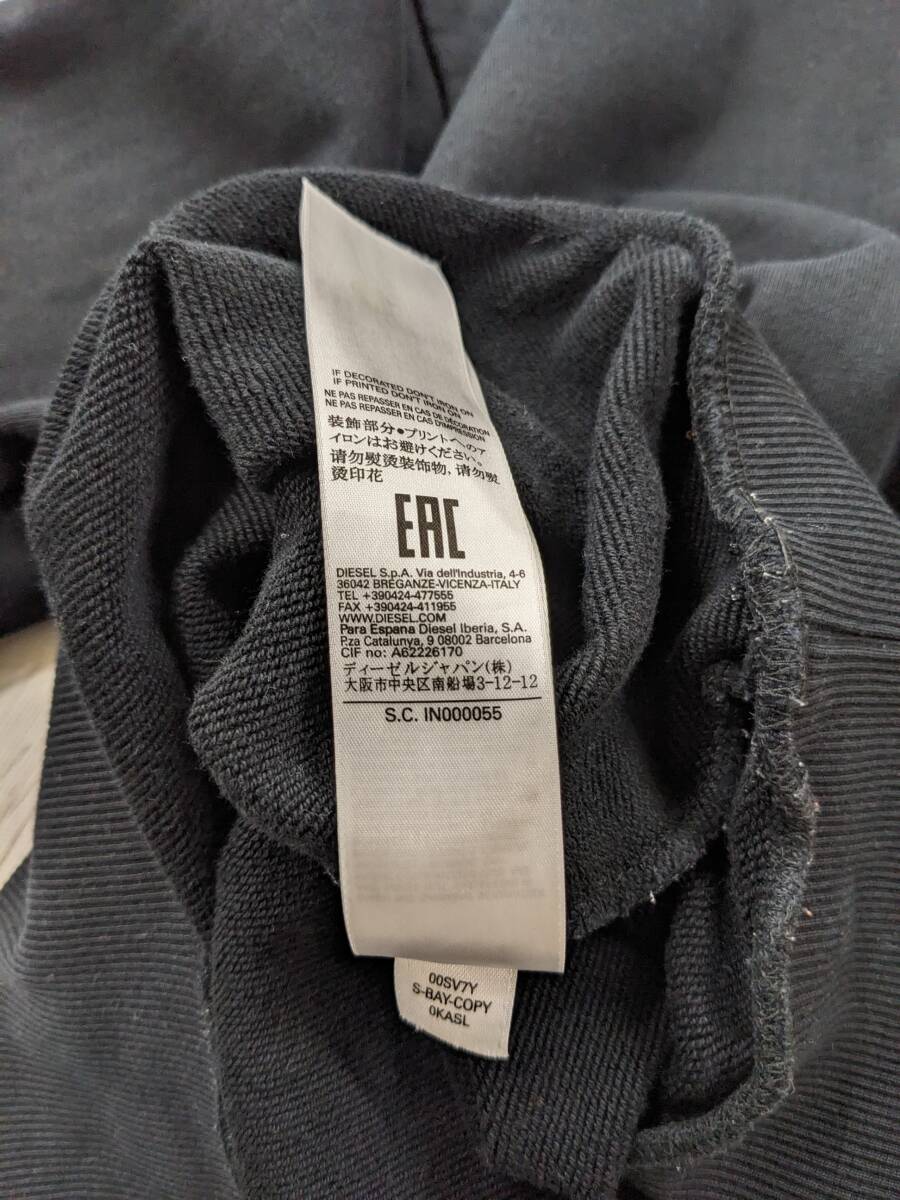 IF DECORATED DON'T IRON ON
IF PRINTED DON'T IRON ON
NE PAS REPASSER EN CAS DE DÉCORATION
NE PAS REPASSER EN CAS D'IMPRESSION
装飾部分●プリントへのア
イロンはお避けください。
请勿熨烫装饰物,请勿熨
烫印花
EAC
DIESEL S.p.A. Via dell'Industria, 4-6
36042 BREGANZE-VICENZA-ITALY
TEL +390424-477555
FAX +390424-411955
WWW.DIESEL.COM
Para Espana Diesel Iberia, S.A.
P.za Catalunya, 9 08002 Barcelona
CIF no: A62226170
ディーゼルジャパン(株)
大阪市中央区南船場3-12-12
S.C. IN000055
00SV7Y
S-BAY-COPY
0KASL